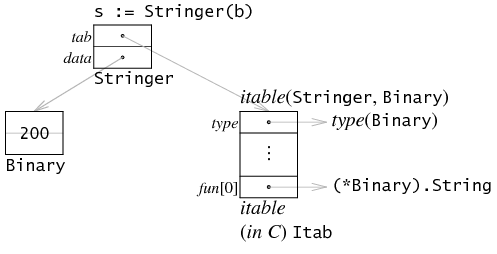 s := Stringer(b)
tab
data
Stringer
200
Binary
itable(Stringer, Binary)
type
type(Binary)
⋮
fun[0]
(*Binary).String
itable
(in C) Itab